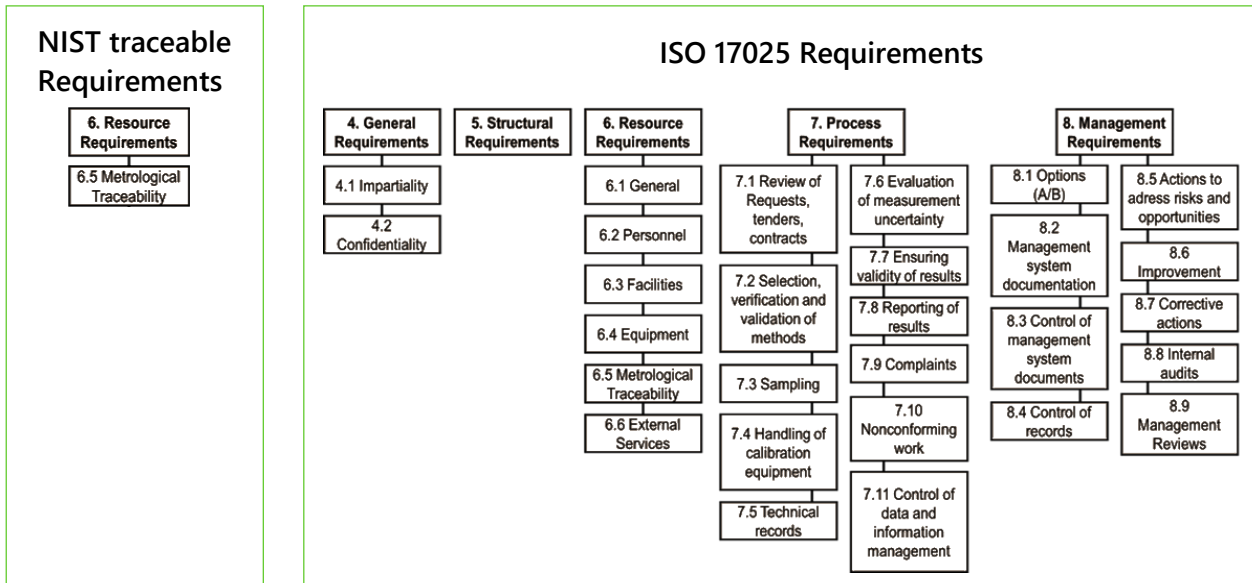 NIST traceable
Requirements
6. Resource
Requirements
6.5 Metrological
Traceability
ISO 17025 Requirements
4. General
Requirements
4.1 Impartiality
4.2
Confidentiality
5. Structural
Requirements
6. Resource
Requirements
6.1 General
6.2 Personnel
6.3 Facilities
6.4 Equipment
6.5 Metrological
Traceability
6.6 External
Services
7. Process
Requirements
7.1 Review of
Requests,
tenders,
contracts
7.2 Selection,
verification and
validation of
methods
7.3 Sampling
7.4 Handling of
calibration
equipment
7.5 Technical
records
7.6 Evaluation
of measurement
uncertainty
7.7 Ensuring
validity of results
7.8 Reporting of
results
7.9 Complaints
7.10
Nonconforming
work
7.11 Control of
data and
information
management
8. Management
Requirements
8.1 Options
(A/B)
8.2
Management
system
documentation
8.3 Control of
management
system
documents
8.4 Control of
records
8.5 Actions to
adress risks and
opportunities
8.6
Improvement
8.7 Corrective
actions
8.8 Internal
audits
8.9
Management
Reviews